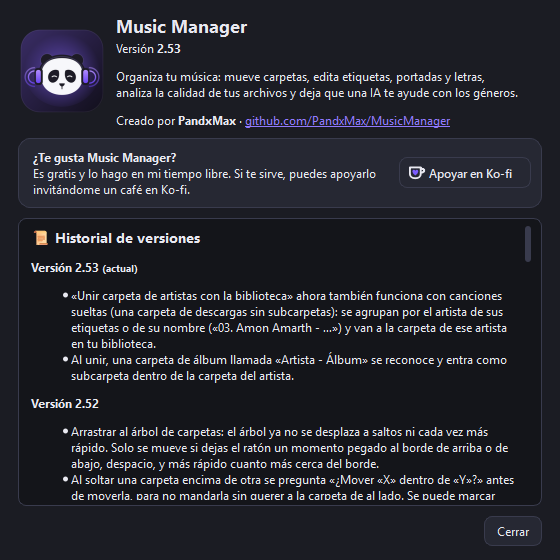 Music Manager
Versión 2.53
Organiza tu música: mueve carpetas, edita etiquetas, portadas y letras,
analiza la calidad de tus archivos y deja que una IA te ayude con los géneros.
Creado por PandxMax · github.com/PandxMax/MusicManager
¿Te gusta Music Manager?
Es gratis y lo hago en mi tiempo libre. Si te sirve, puedes apoyarlo
invitándome un café en Ko-fi.
Apoyar en Ko-fi
Historial de versiones
Versión 2.53 (actual)
• «Unir carpeta de artistas con la biblioteca» ahora también funciona con canciones
sueltas (una carpeta de descargas sin subcarpetas): se agrupan por el artista de sus
etiquetas o de su nombre («03. Amon Amarth - ...») y van a la carpeta de ese artista
en tu biblioteca.
• Al unir, una carpeta de álbum llamada «Artista - Álbum» se reconoce y entra como
subcarpeta dentro de la carpeta del artista.
Versión 2.52
• Arrastrar al árbol de carpetas: el árbol ya no se desplaza a saltos ni cada vez más
rápido. Solo se mueve si dejas el ratón un momento pegado al borde de arriba o de
abajo, despacio, y más rápido cuanto más cerca del borde.
• Al soltar una carpeta encima de otra se pregunta «¿Mover «X» dentro de «Y»?» antes
de moverla, para no mandarla sin querer a la carpeta de al lado. Se puede marcar
Cerrar